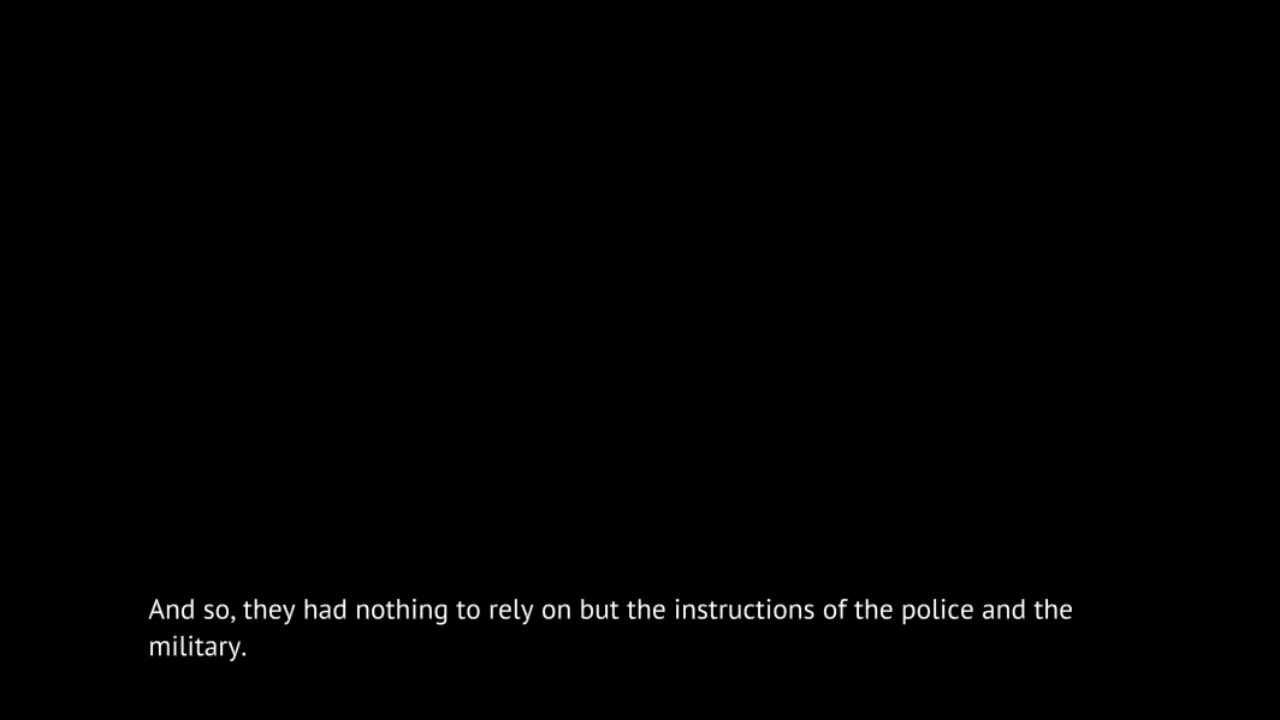 And so, they had nothing to rely on but the instructions of the police and the
military.